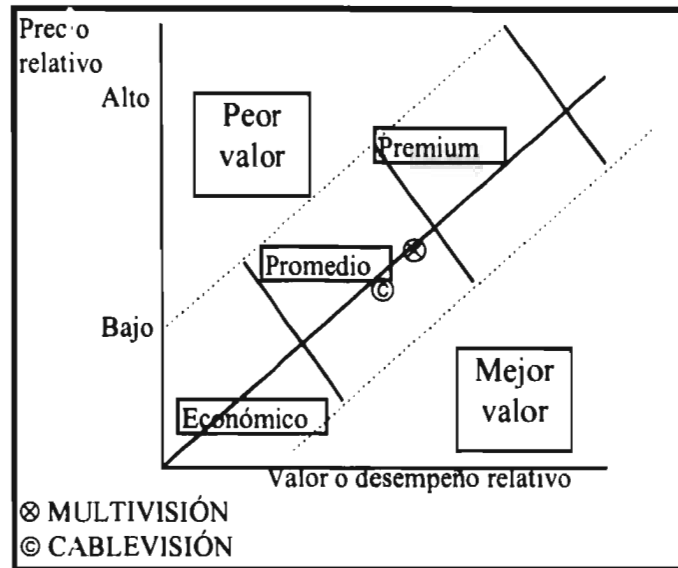 Prec o
relativo
Alto
Peor
valor
Premium
Promedio
©
Bajo
Mejor
valor
Económico
Valor o desempeño relativo
⊗ MULTIVISIÓN
© CABLEVISIÓN